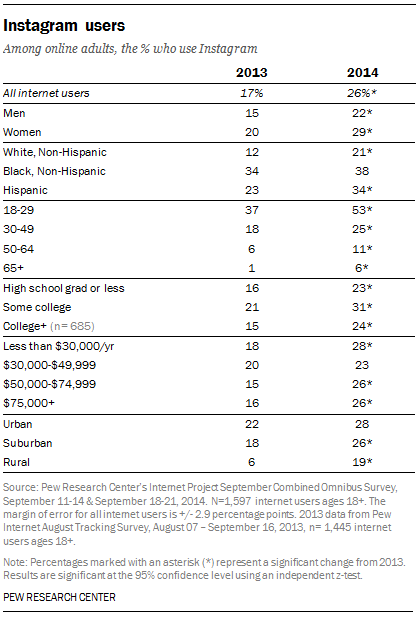 Instagram users
Among online adults, the % who use Instagram
2013 2014
All internet users 17% 26%*
Men 15 22*
Women 20 29*
White, Non-Hispanic 12 21*
Black, Non-Hispanic 34 38
Hispanic 23 34*
18-29 37 53*
30-49 18 25*
50-64 6 11*
65+ 1 6*
High school grad or less 16 23*
Some college 21 31*
College+ (n= 685) 15 24*
Less than $30,000/yr 18 28*
$30,000-$49,999 20 23
$50,000-$74,999 15 26*
$75,000+ 16 26*
Urban 22 28
Suburban 18 26*
Rural 6 19*
Source: Pew Research Center's Internet Project September Combined Omnibus Survey,
September 11-14 & September 18-21, 2014. N=1,597 internet users ages 18+. The
margin of error for all internet users is +/- 2.9 percentage points. 2013 data from Pew
Internet August Tracking Survey, August 07 – September 16, 2013, n= 1,445 internet
users ages 18+.
Note: Percentages marked with an asterisk (*) represent a significant change from 2013.
Results are significant at the 95% confidence level using an independent z-test.
PEW RESEARCH CENTER